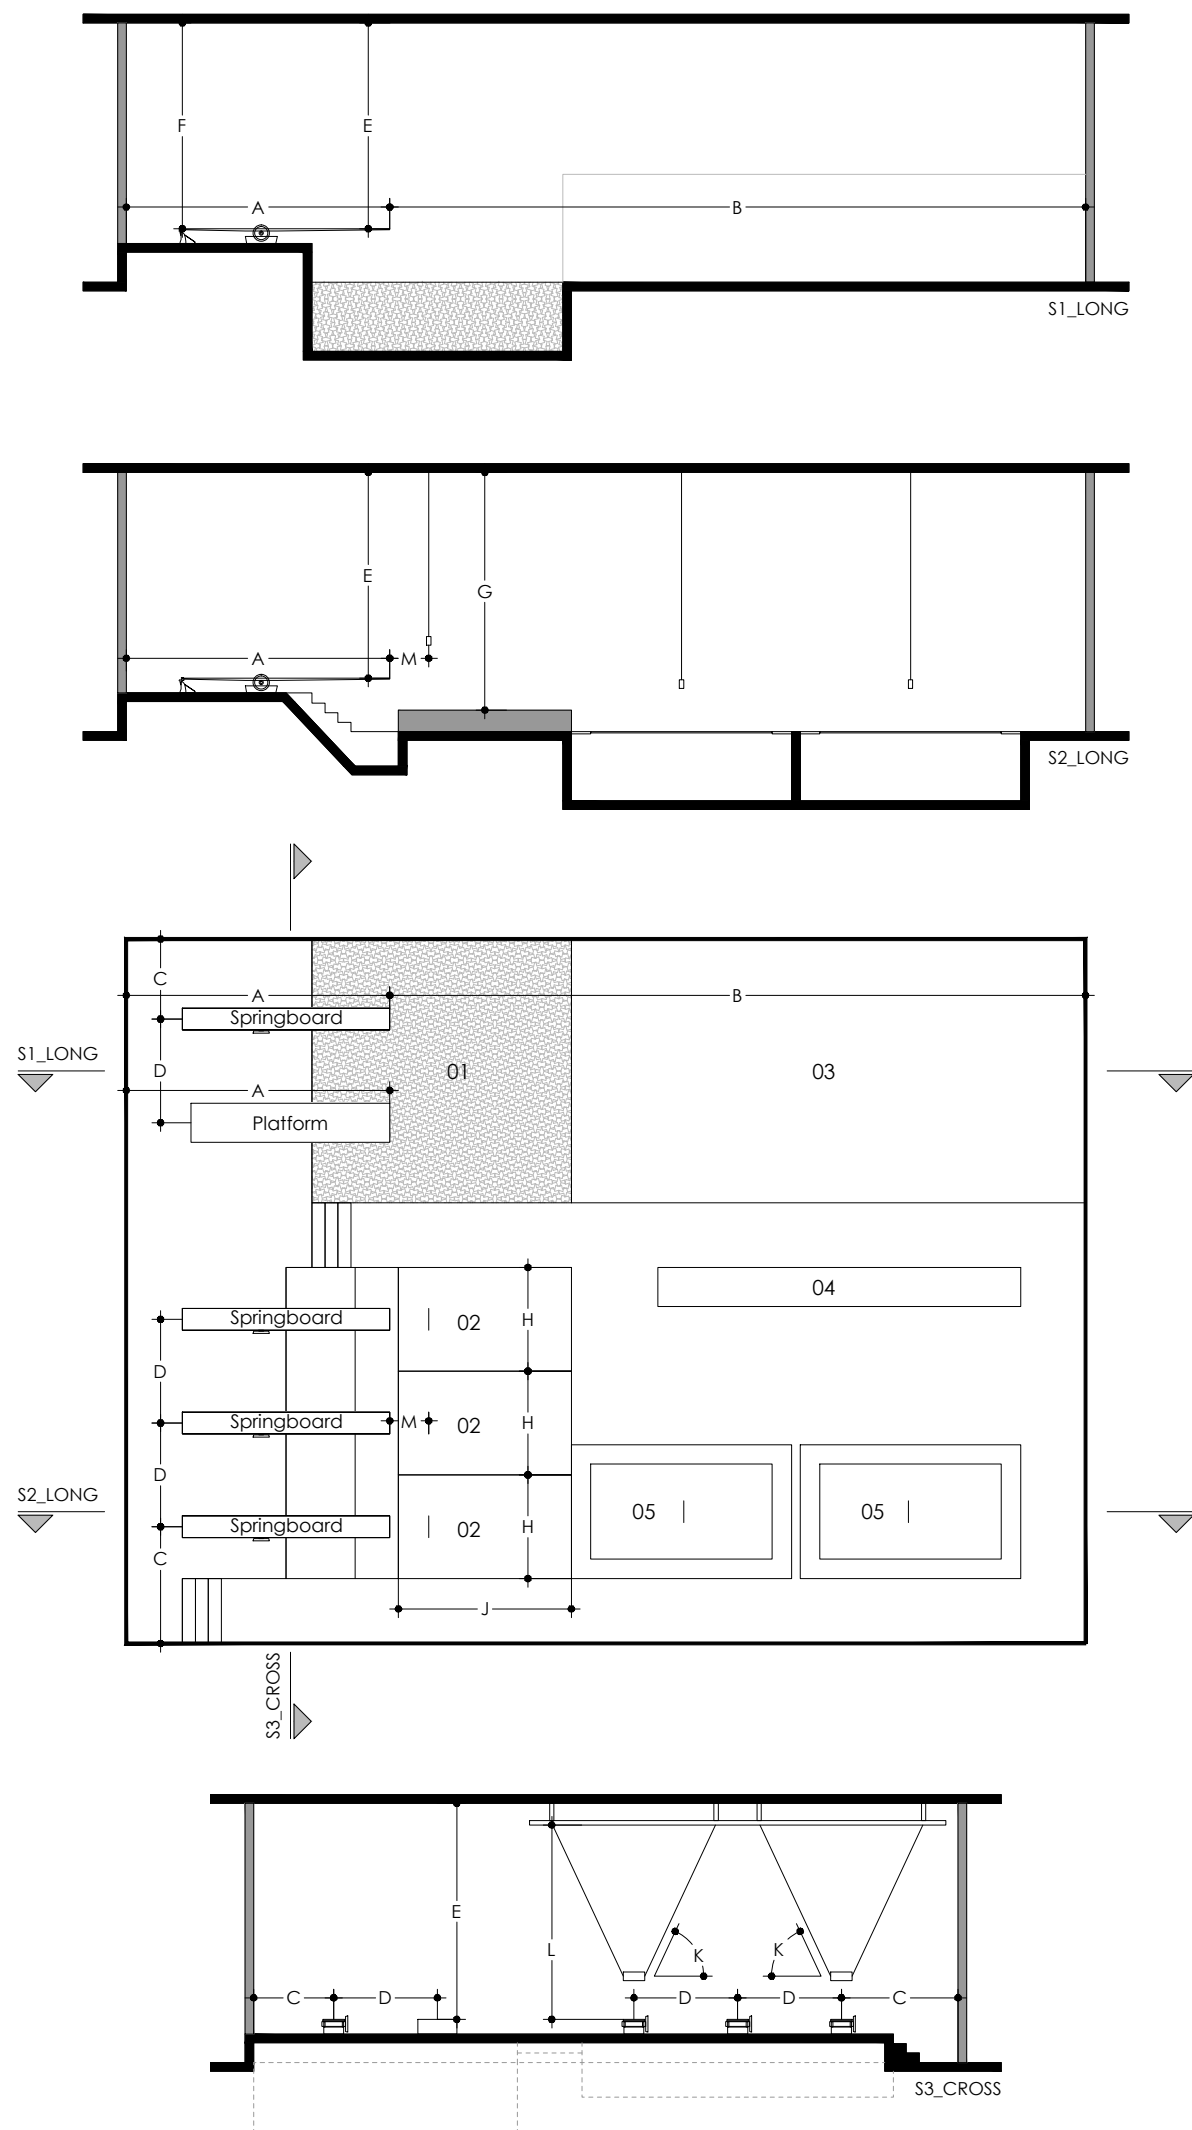 F
E
A
B
S1_LONG
E
G
A
M
S2_LONG
C
A
B
Springboard
S1_LONG
D
01
03
A
Platform
04
Springboard
02
H
D
Springboard
M
02
H
D
S2_LONG
05
05
Springboard
02
H
C
J
S3_CROSS
E
L
K
K
C
D
D
D
C
S3_CROSS